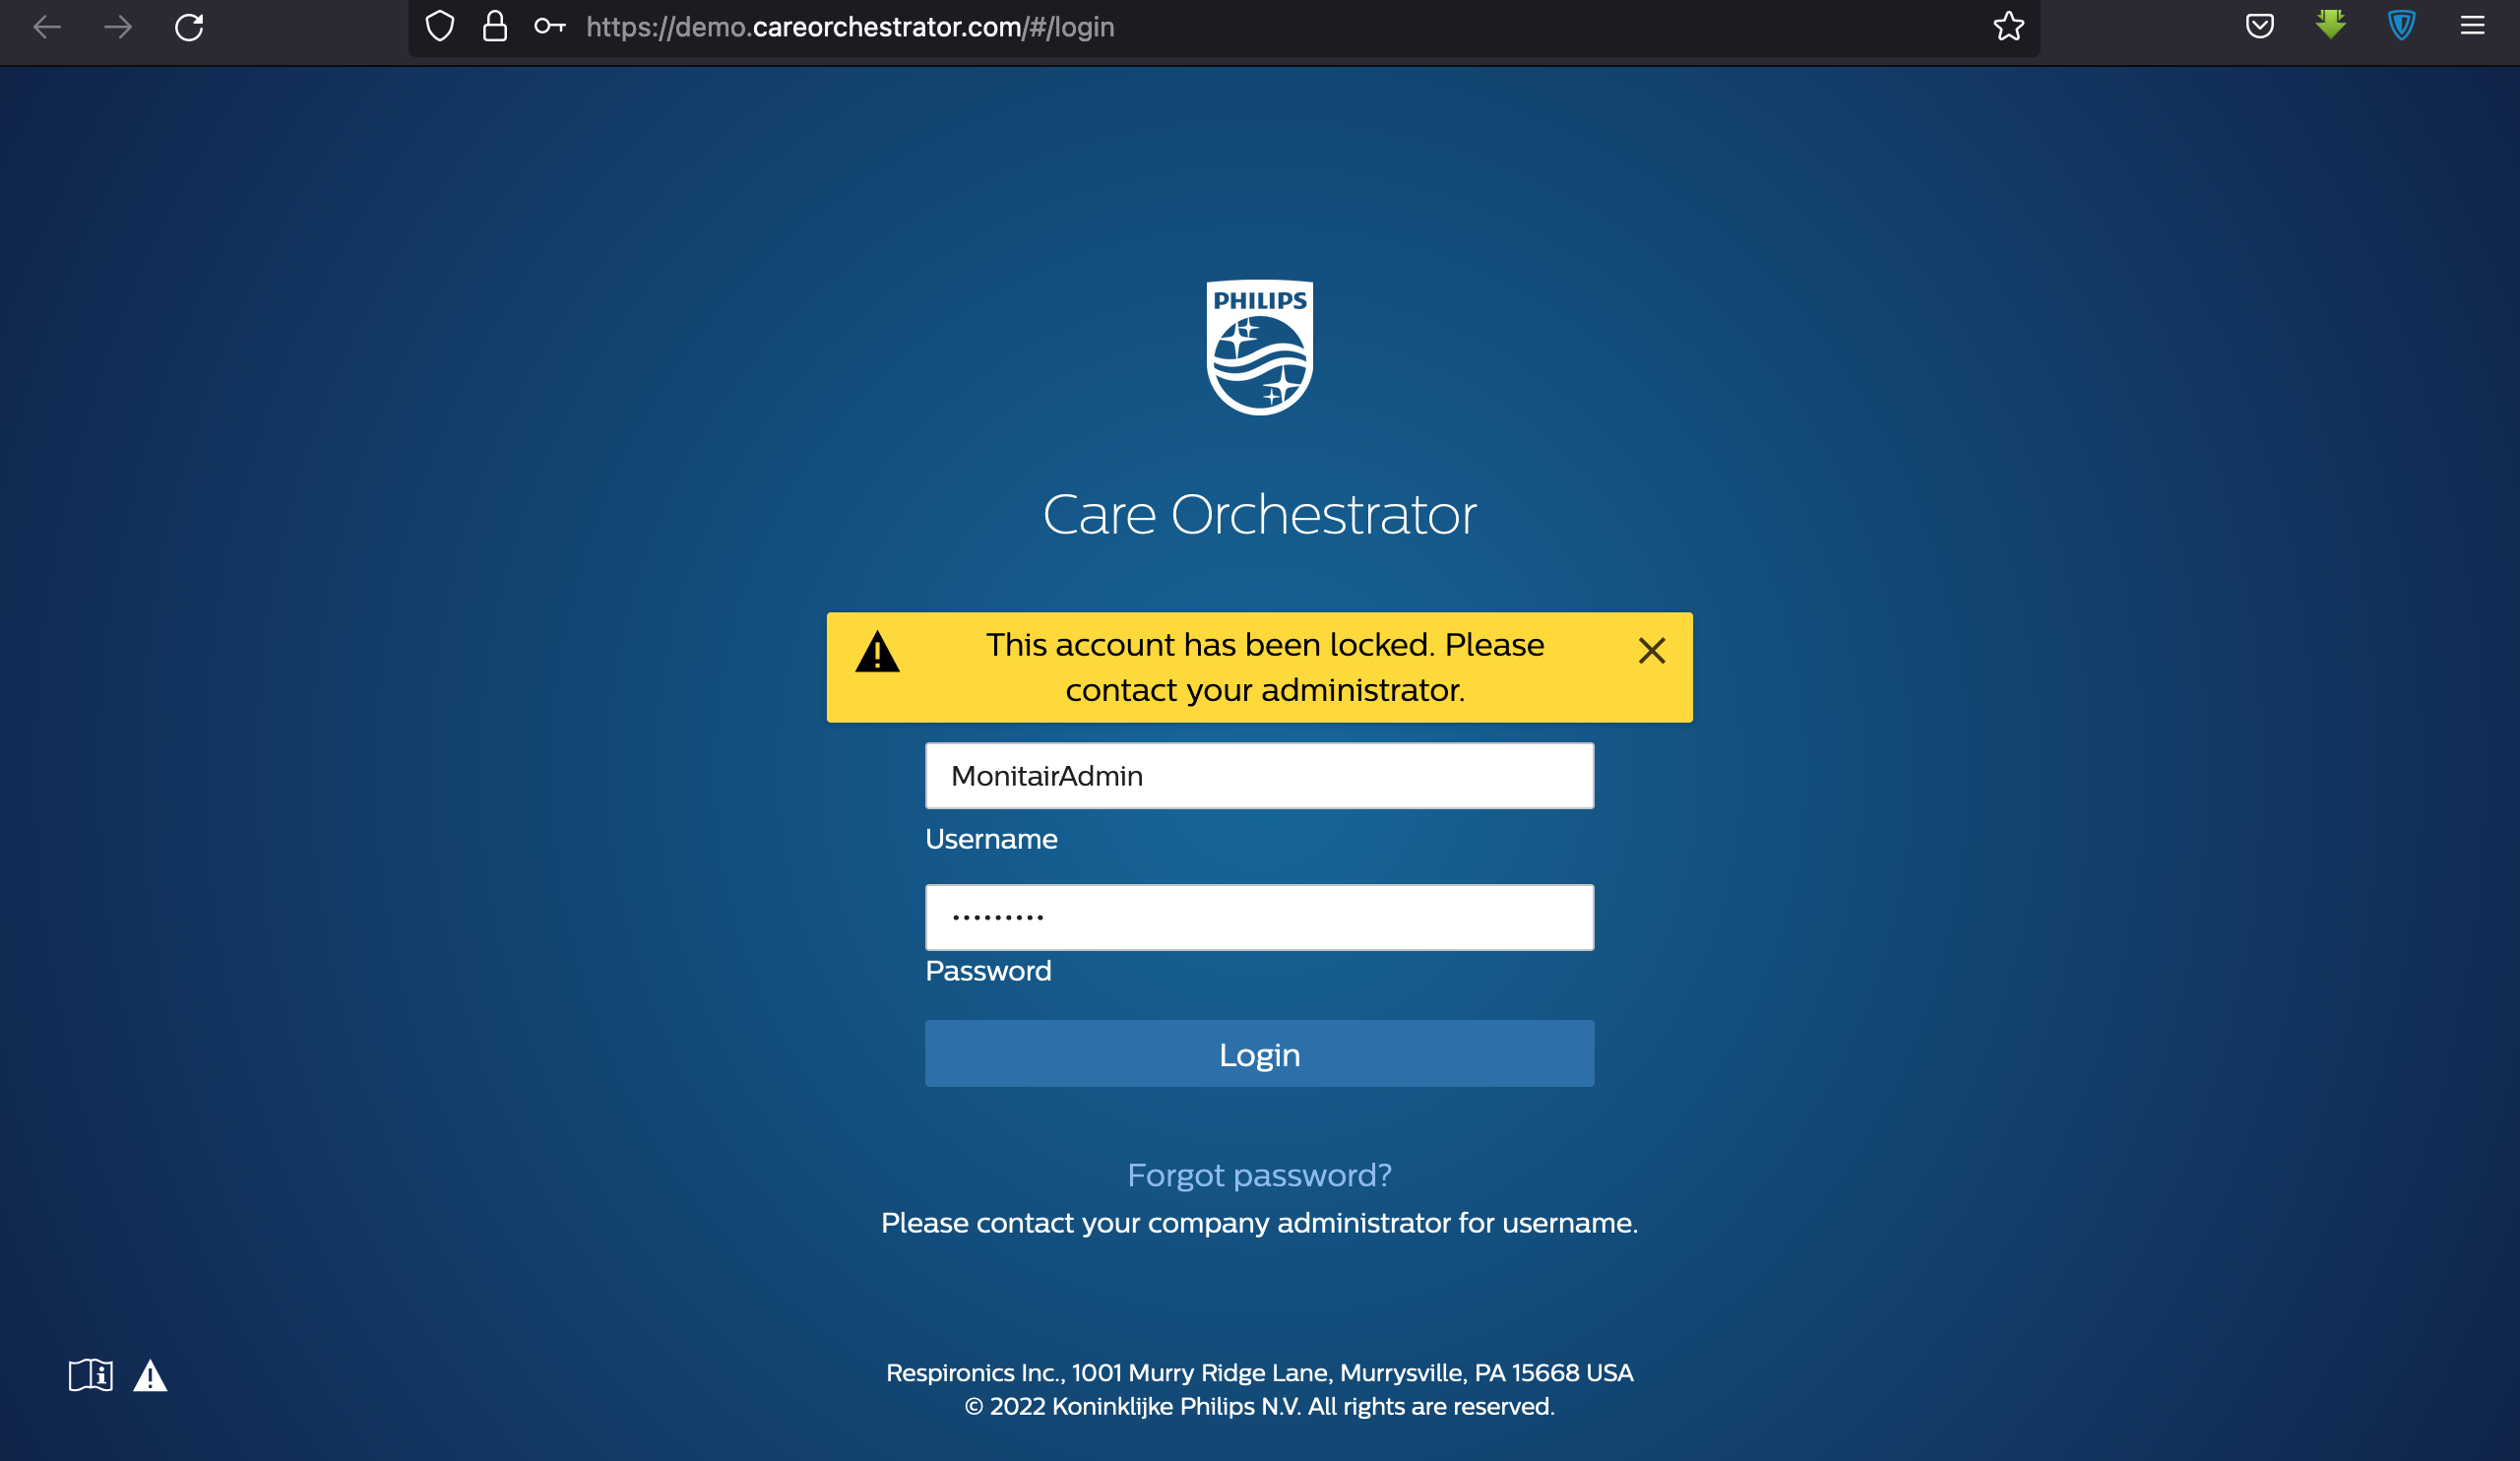 https://demo.careorchestrator.com/#/login
PHILIPS
Care Orchestrator
This account has been locked. Please
contact your administrator.
MonitairAdmin
Username
•••••••••
Password
Login
Forgot password?
Please contact your company administrator for username.
Respironics Inc., 1001 Murry Ridge Lane, Murrysville, PA 15668 USA
© 2022 Koninklijke Philips N.V. All rights are reserved.